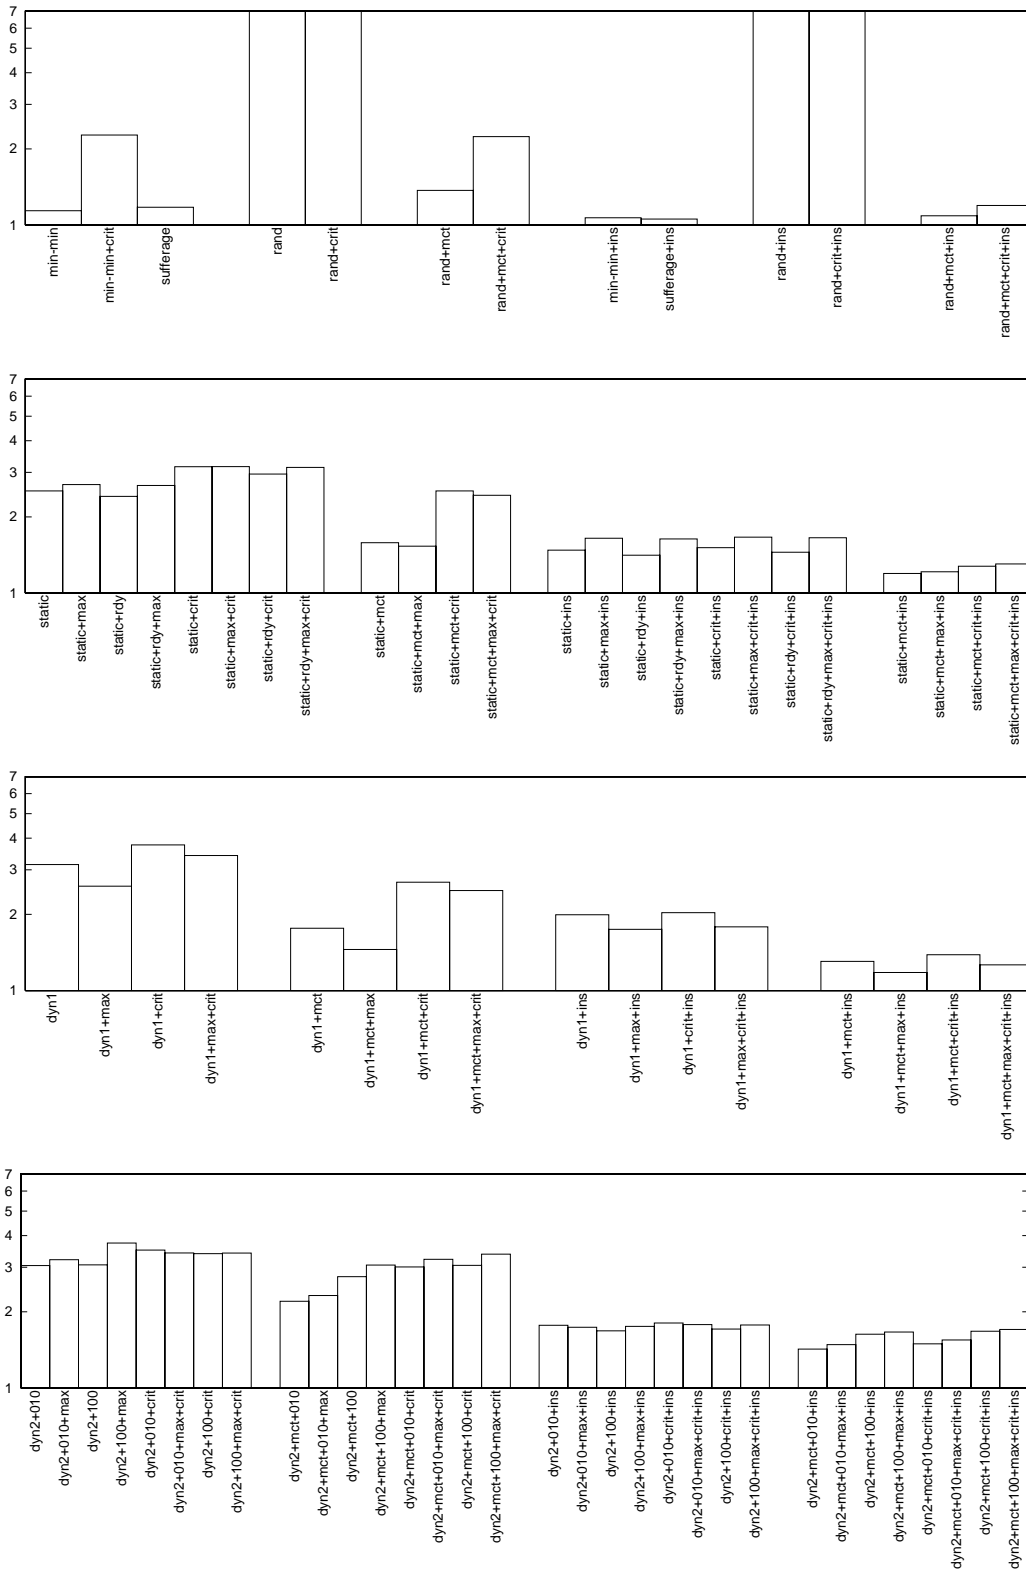 7
6
5
4
3
2
1
min-min
min-min+crit
sufferage
rand
rand+crit
rand+mct
rand+mct+crit
min-min+ins
sufferage+ins
rand+ins
rand+crit+ins
rand+mct+ins
rand+mct+crit+ins
7
6
5
4
3
2
1
static
static+max
static+rdy
static+rdy+max
static+crit
static+max+crit
static+rdy+crit
static+rdy+max+crit
static+mct
static+mct+max
static+mct+crit
static+mct+max+crit
static+ins
static+max+ins
static+rdy+ins
static+rdy+max+ins
static+crit+ins
static+max+crit+ins
static+rdy+crit+ins
static+rdy+max+crit+ins
static+mct+ins
static+mct+max+ins
static+mct+crit+ins
static+mct+max+crit+ins
7
6
5
4
3
2
1
dyn1
dyn1+max
dyn1+crit
dyn1+max+crit
dyn1+mct
dyn1+mct+max
dyn1+mct+crit
dyn1+mct+max+crit
dyn1+ins
dyn1+max+ins
dyn1+crit+ins
dyn1+max+crit+ins
dyn1+mct+ins
dyn1+mct+max+ins
dyn1+mct+crit+ins
dyn1+mct+max+crit+ins
7
6
5
4
3
2
1
dyn2+010
dyn2+010+max
dyn2+100
dyn2+100+max
dyn2+010+crit
dyn2+010+max+crit
dyn2+100+crit
dyn2+100+max+crit
dyn2+mct+010
dyn2+mct+010+max
dyn2+mct+100
dyn2+mct+100+max
dyn2+mct+010+crit
dyn2+mct+010+max+crit
dyn2+mct+100+crit
dyn2+mct+100+max+crit
dyn2+010+ins
dyn2+010+max+ins
dyn2+100+ins
dyn2+100+max+ins
dyn2+010+crit+ins
dyn2+010+max+crit+ins
dyn2+100+crit+ins
dyn2+100+max+crit+ins
dyn2+mct+010+ins
dyn2+mct+010+max+ins
dyn2+mct+100+ins
dyn2+mct+100+max+ins
dyn2+mct+010+crit+ins
dyn2+mct+010+max+crit+ins
dyn2+mct+100+crit+ins
dyn2+mct+100+max+crit+ins